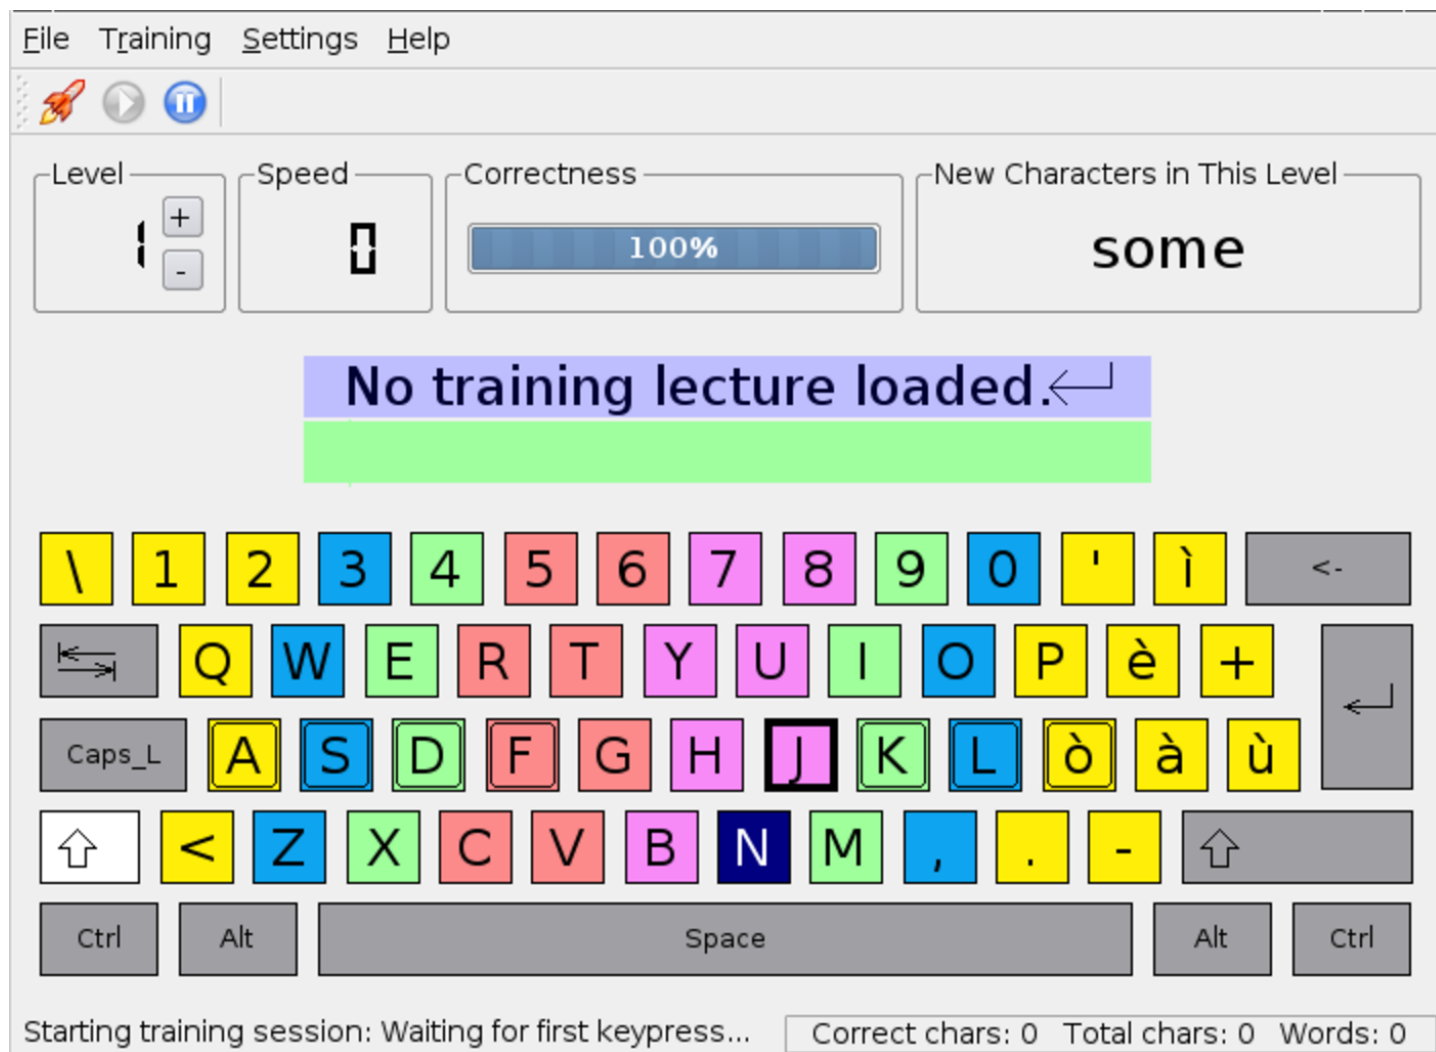 File Training Settings Help
Level Speed Correctness New Characters in This Level
1 + - 0 100% some
No training lecture loaded.
\ 1 2 3 4 5 6 7 8 9 0 ' ì <-
Q W E R T Y U I O P è +
Caps_L A S D F G H J K L ò à ù
< Z X C V B N M , . -
Ctrl Alt Space Alt Ctrl
Starting training session: Waiting for first keypress... Correct chars: 0 Total chars: 0 Words: 0